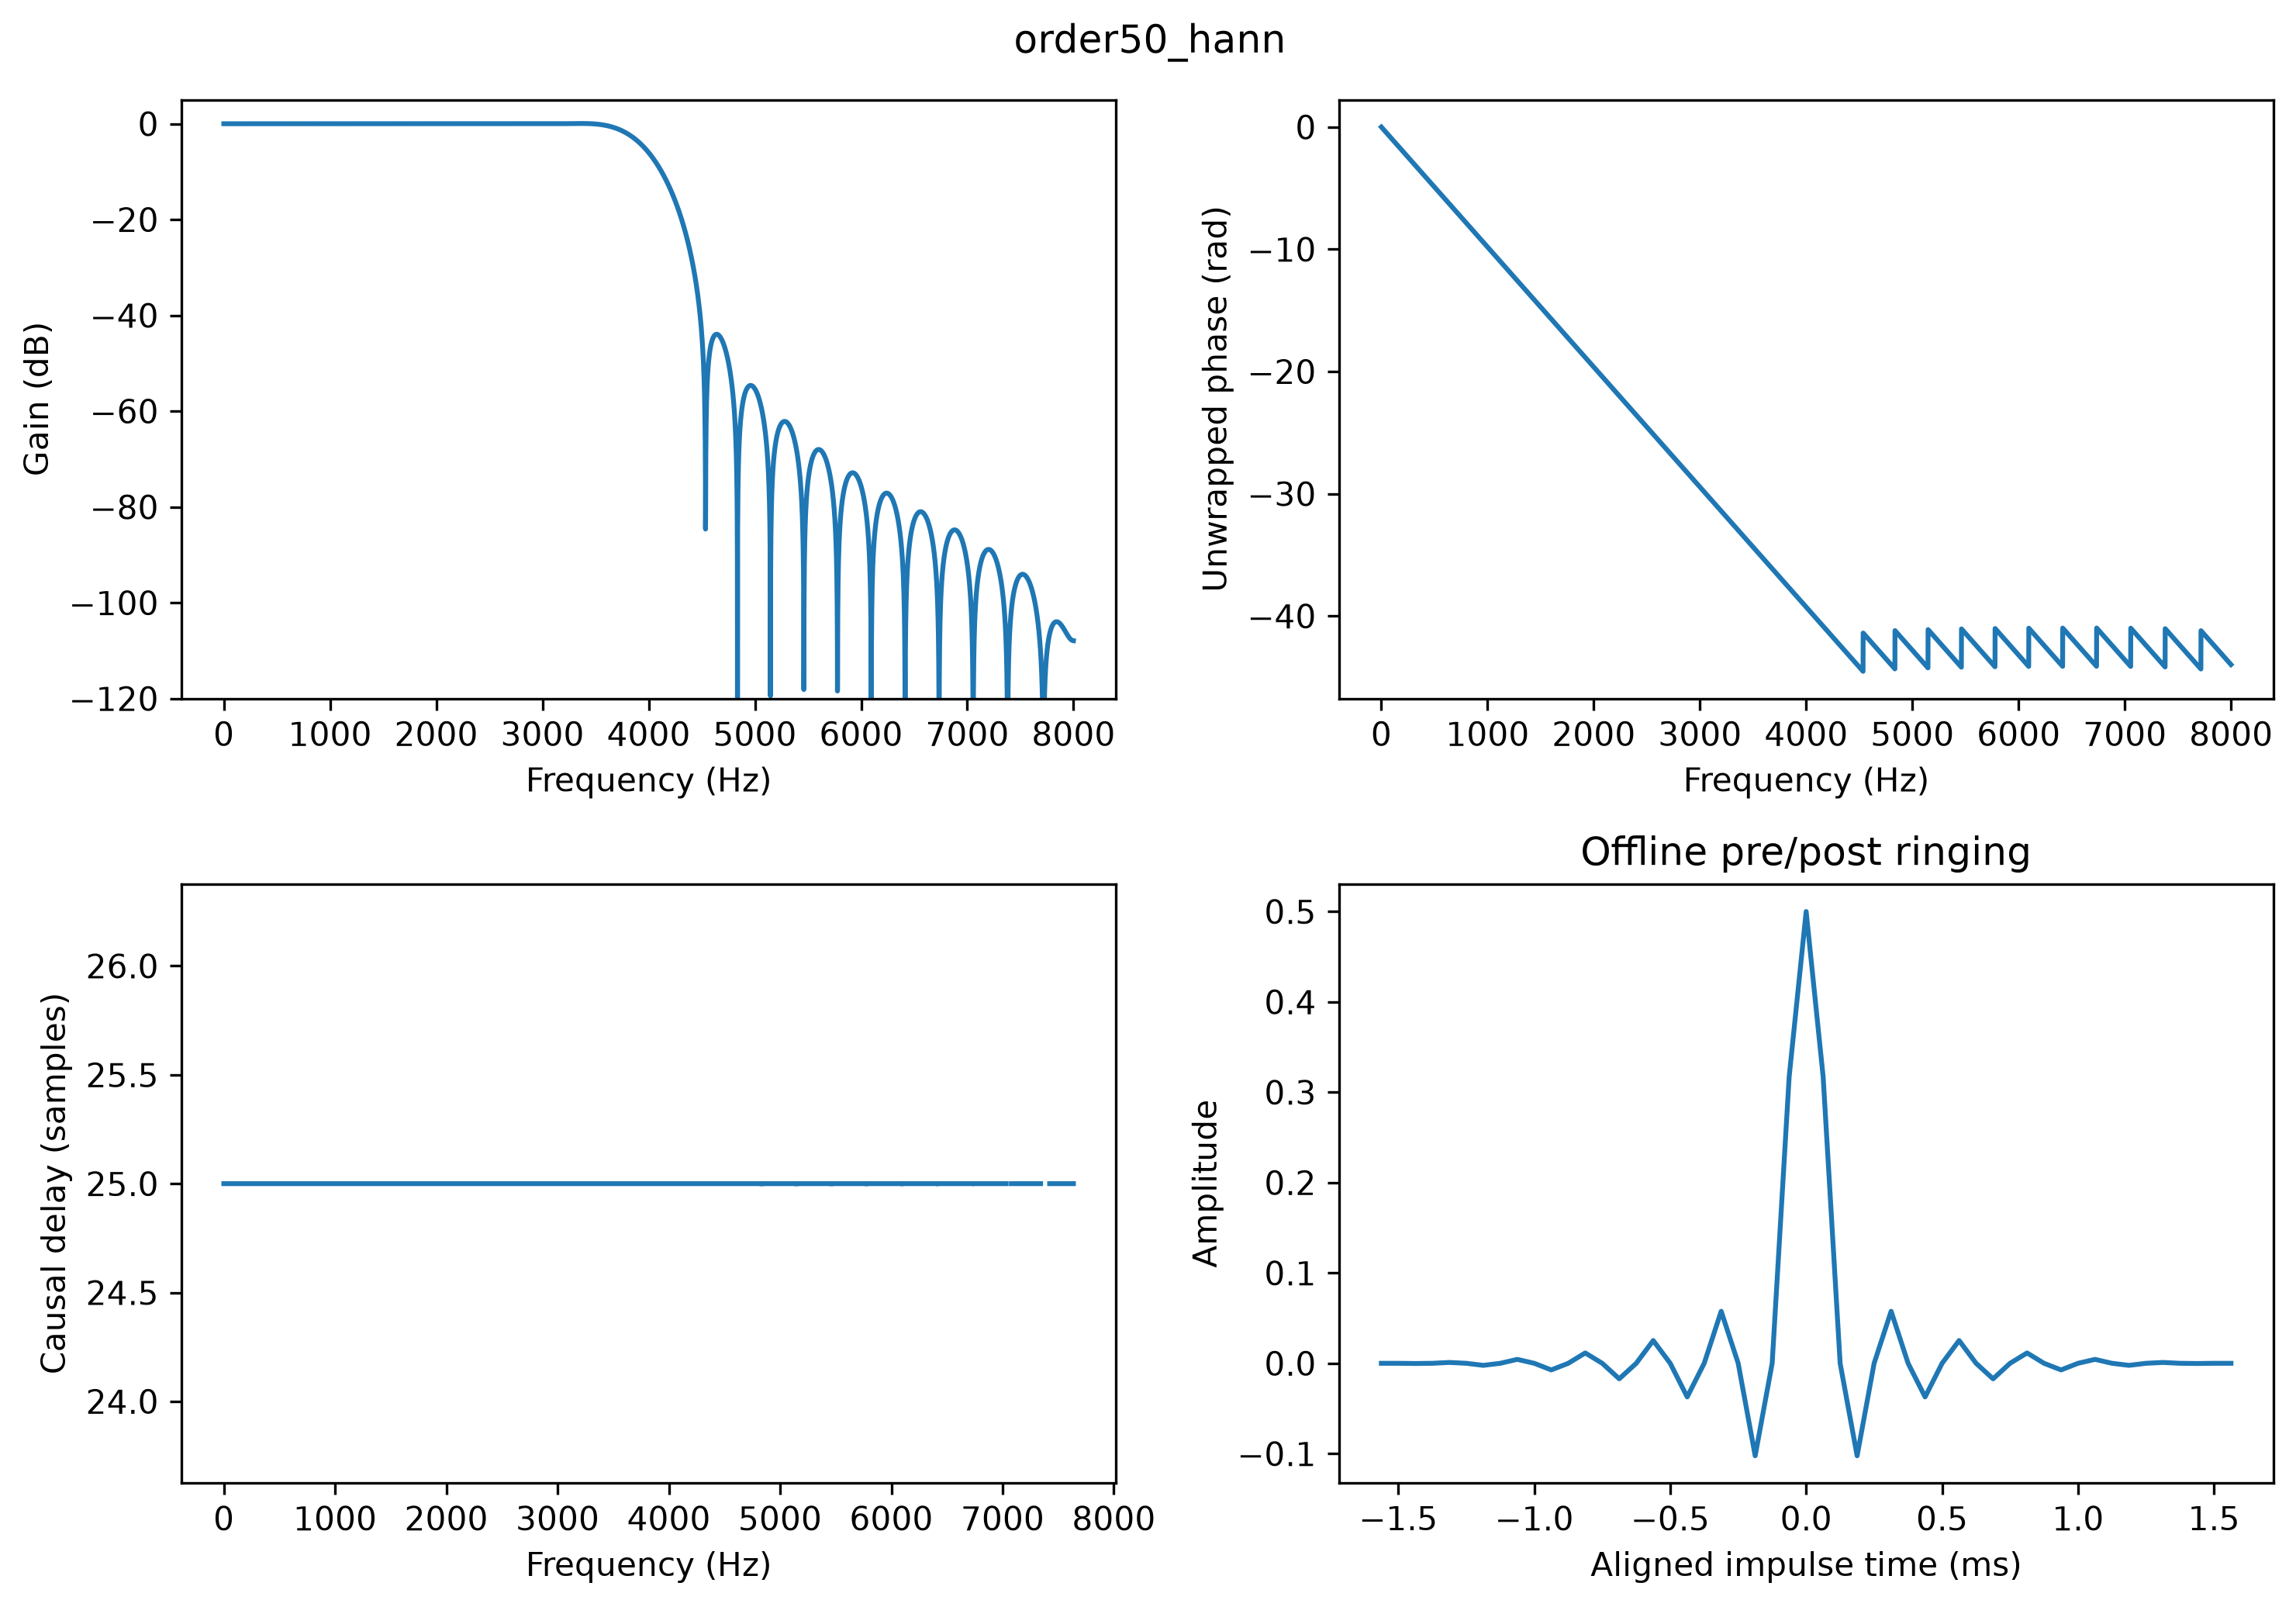 order50_hann
0
−20
−40
−60
−80
−100
−120
Gain (dB)
0 1000 2000 3000 4000 5000 6000 7000 8000
Frequency (Hz)
0
−10
−20
−30
−40
Unwrapped phase (rad)
0 1000 2000 3000 4000 5000 6000 7000 8000
Frequency (Hz)
26.0
25.5
25.0
24.5
24.0
Causal delay (samples)
0 1000 2000 3000 4000 5000 6000 7000 8000
Frequency (Hz)
Offline pre/post ringing
0.5
0.4
0.3
0.2
0.1
0.0
−0.1
Amplitude
−1.5 −1.0 −0.5 0.0 0.5 1.0 1.5
Aligned impulse time (ms)